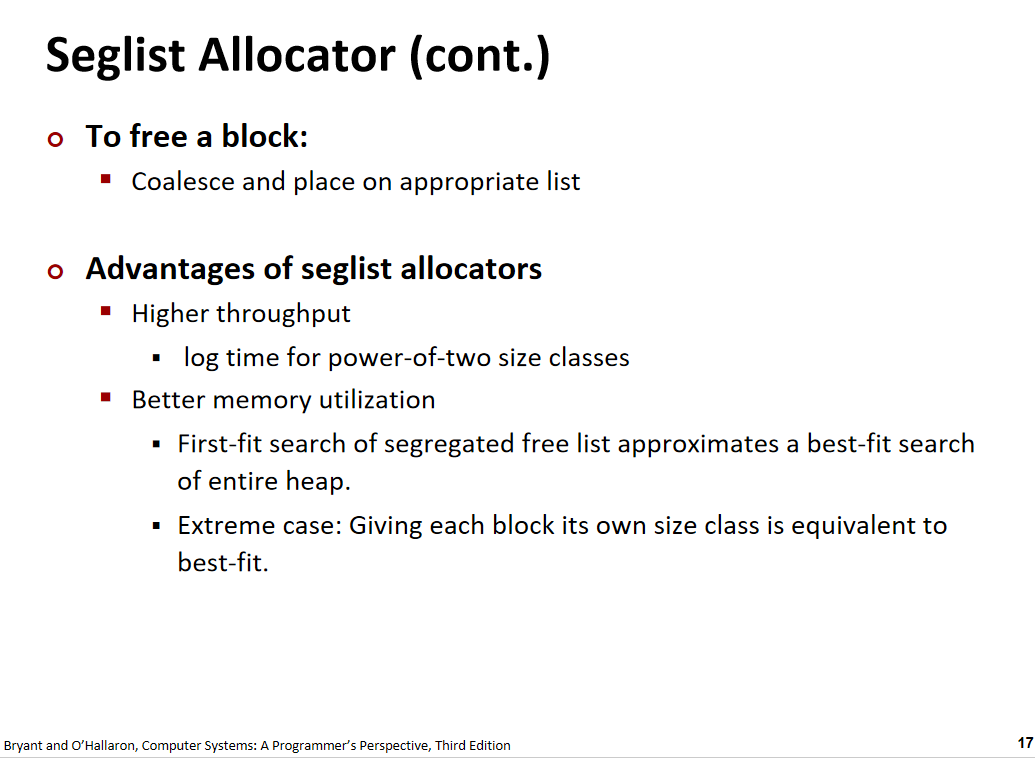 Seglist Allocator (cont.)
To free a block:
Coalesce and place on appropriate list
Advantages of seglist allocators
Higher throughput
log time for power-of-two size classes
Better memory utilization
First-fit search of segregated free list approximates a best-fit search
of entire heap.
Extreme case: Giving each block its own size class is equivalent to
best-fit.
Bryant and O’Hallaron, Computer Systems: A Programmer’s Perspective, Third Edition
17